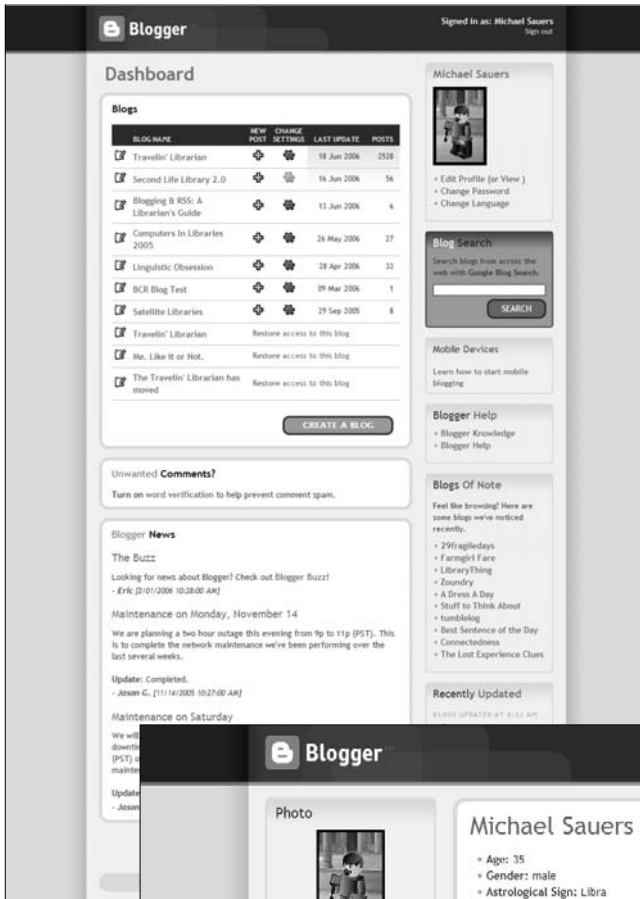 Blogger
Signed in as: Michael Sauers
Sign out
Dashboard
Blogs
BLOG NAME NEW POST CHANGE SETTINGS LAST UPDATE POSTS
Travelin' Librarian 18 Jun 2006 2528
Second Life Library 2.0 16 Jun 2006 56
Blogging & RSS: A
Librarian's Guide 13 Jun 2006 6
Computers In Libraries
2005 26 May 2006 27
Linguistic Obsession 28 Apr 2006 33
BCR Blog Test 09 Mar 2006 1
Satellite Libraries 29 Sep 2005 8
Travelin' Librarian Restore access to this blog
Me. Like it or Not. Restore access to this blog
The Travelin' Librarian has
moved Restore access to this blog
CREATE A BLOG
Unwanted Comments?
Turn on word verification to help prevent comment spam.
Blogger News
The Buzz
Looking for news about Blogger? Check out Blogger Buzz!
- Eric [2/01/2006 10:28:00 AM]
Maintenance on Monday, November 14
We are planning a two hour outage this evening from 9p to 11p (PST). This
is to complete the network maintenance we've been performing over the
last several weeks.
Update: Completed.
- Jason G. [11/14/2005 10:27:00 AM]
Maintenance on Saturday
We will
(PST)
Update
- Jason
Michael Sauers
Edit Profile (or View )
Change Password
Change Language
Blog Search
Search blogs from across the
web with Google Blog Search.
SEARCH
Mobile Devices
Learn how to start mobile
blogging
Blogger Help
Blogger Knowledge
Blogger Help
Blogs Of Note
Feel like browsing? Here are
some blogs we've noticed
recently.
29fragiledays
Farmgirl Fare
LibraryThing
Zoundry
A Dress A Day
Stuff to Think About
tumblelog
Best Sentence of the Day
Connectedness
The Lost Experience Clues
Recently Updated
BLOGS UPDATED AT 6:21 AM
Blogger
Photo
Michael Sauers
Age: 35
Gender: male
Astrological Sign: Libra